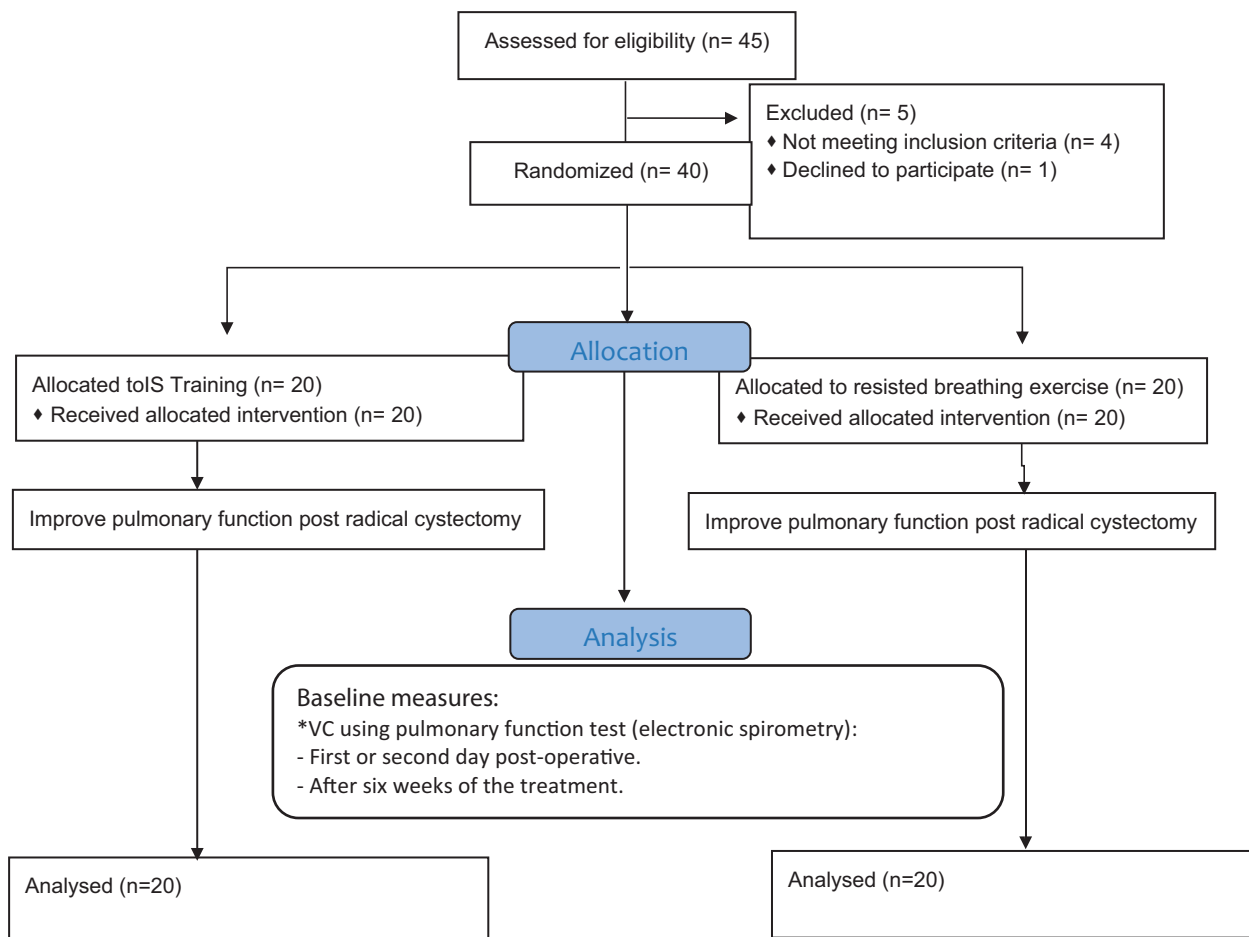 Assessed for eligibility (n= 45)
Excluded (n= 5)
♦ Not meeting inclusion criteria (n= 4)
♦ Declined to participate (n= 1)
Randomized (n= 40)
Allocation
Allocated toIS Training (n= 20)
♦ Received allocated intervention (n= 20)
Allocated to resisted breathing exercise (n= 20)
♦ Received allocated intervention (n= 20)
Improve pulmonary function post radical cystectomy
Improve pulmonary function post radical cystectomy
Analysis
Baseline measures:
*VC using pulmonary function test (electronic spirometry):
- First or second day post-operative.
- After six weeks of the treatment.
Analysed (n=20)
Analysed (n=20)